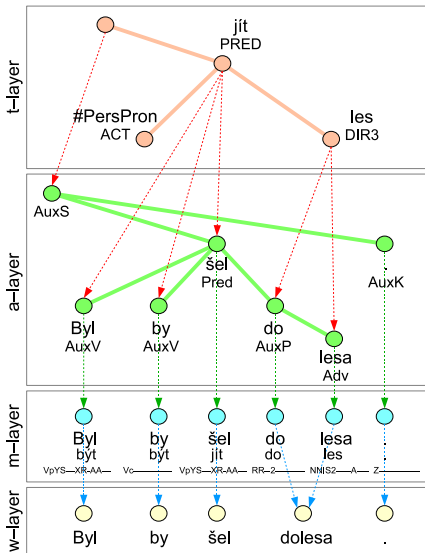 t–layer
jít
PRED
#PersPron
ACT
les
DIR3
a–layer
AuxS
šel
Pred
.
AuxK
Byl
AuxV
by
AuxV
do
AuxP
lesa
Adv
m–layer
Byl by šel do lesa .
být být jít do les .
VpYS—XR–AA— Vc——— VpYS—XR–AA— RR–2——— NNIS2——A— Z———
w–layer
Byl by šel dolesa .